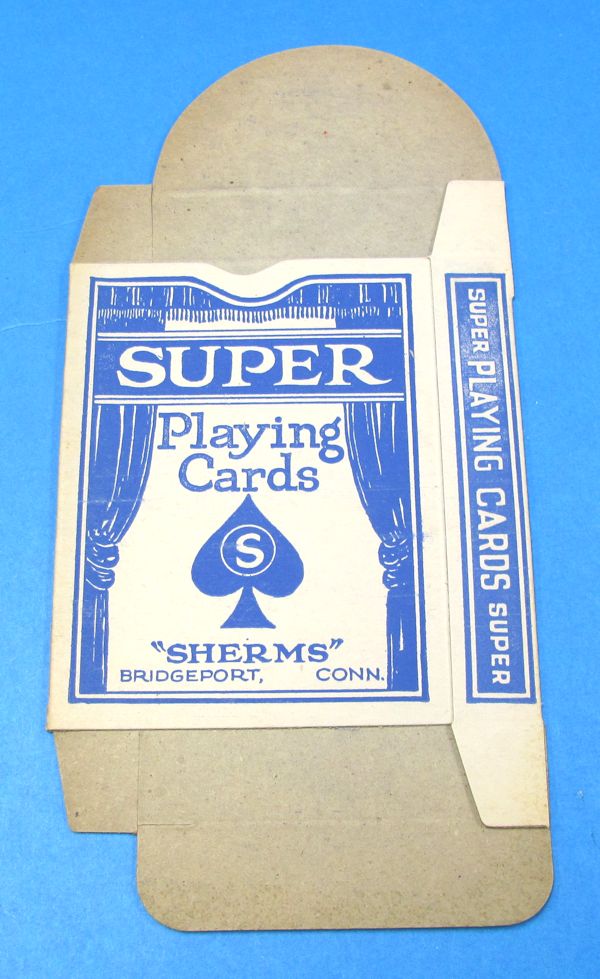 SUPER
Playing
Cards
S
"SHERMS"
BRIDGEPORT, CONN.
SUPER PLAYING CARDS SUPER